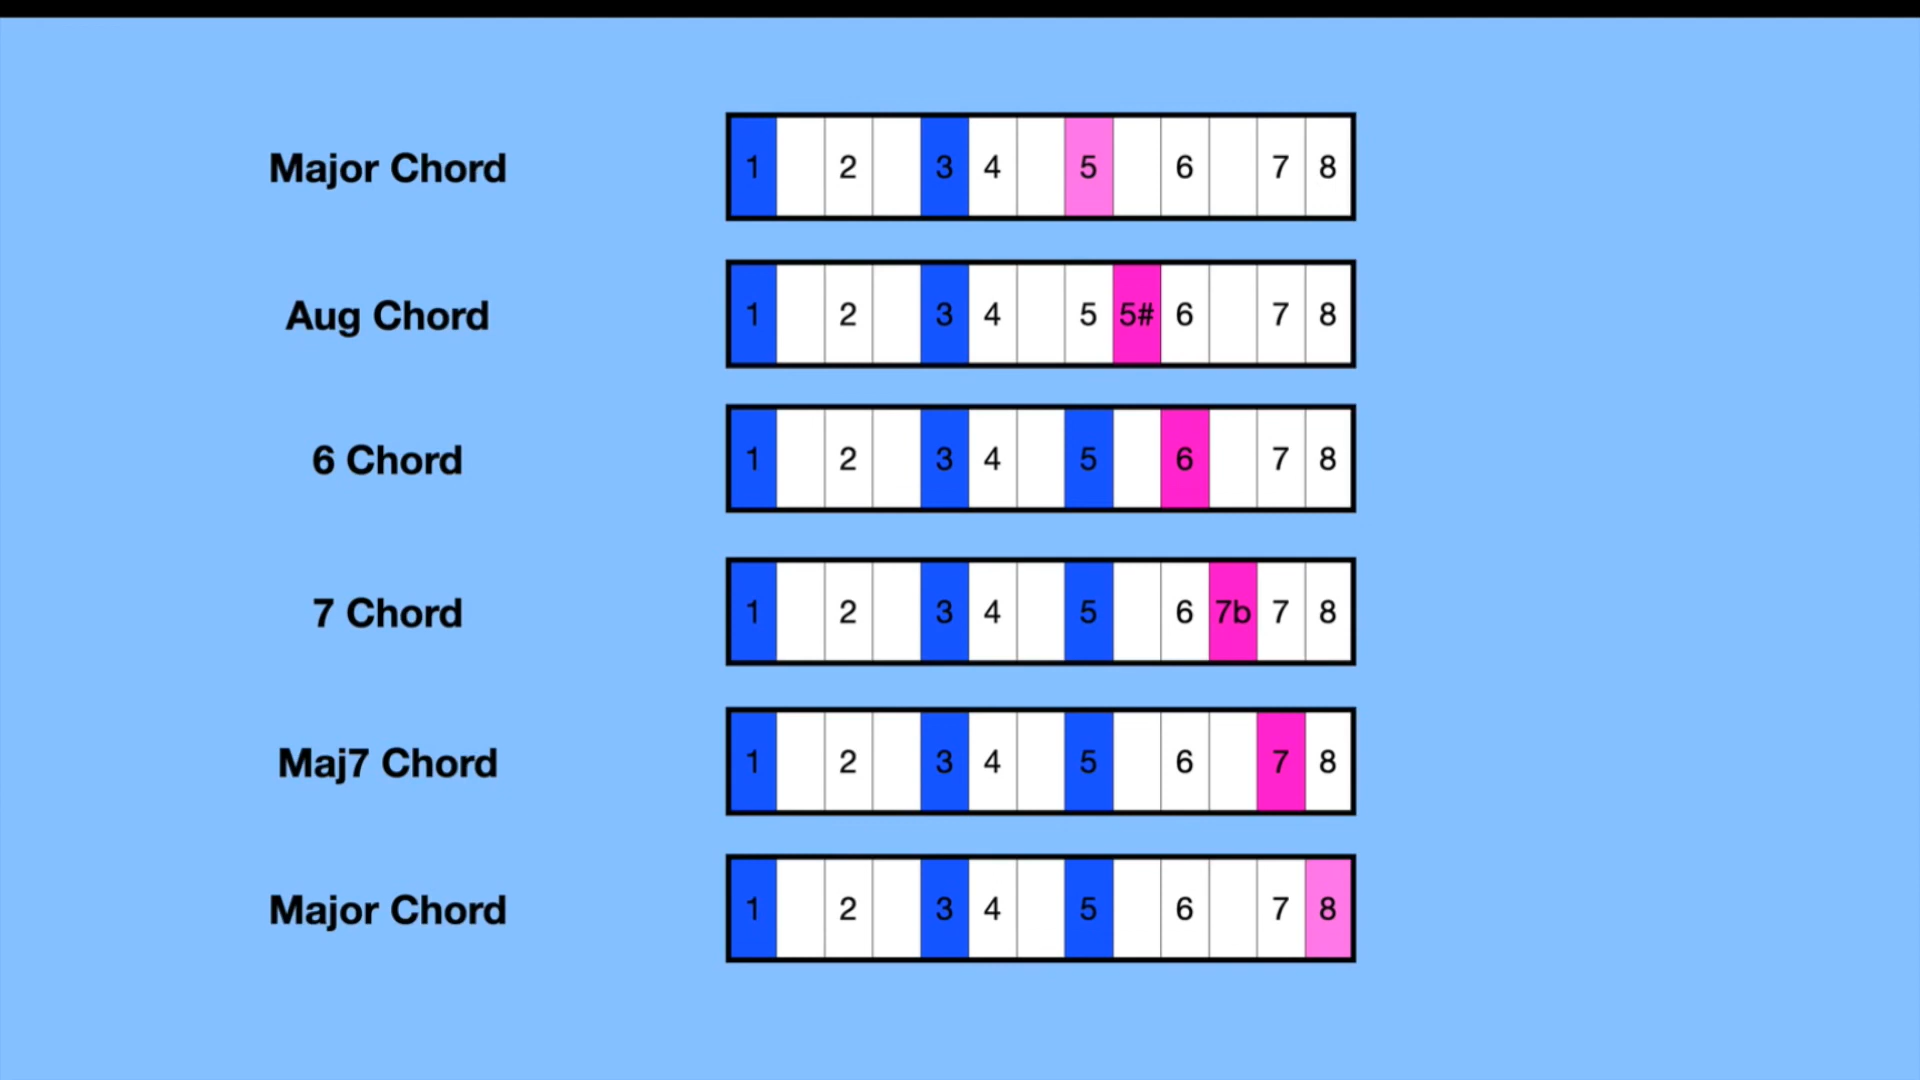 Major Chord 1 2 3 4 5 6 7 8
Aug Chord 1 2 3 4 5 5# 6 7 8
6 Chord 1 2 3 4 5 6 7 8
7 Chord 1 2 3 4 5 6 7b 7 8
Maj7 Chord 1 2 3 4 5 6 7 8
Major Chord 1 2 3 4 5 6 7 8